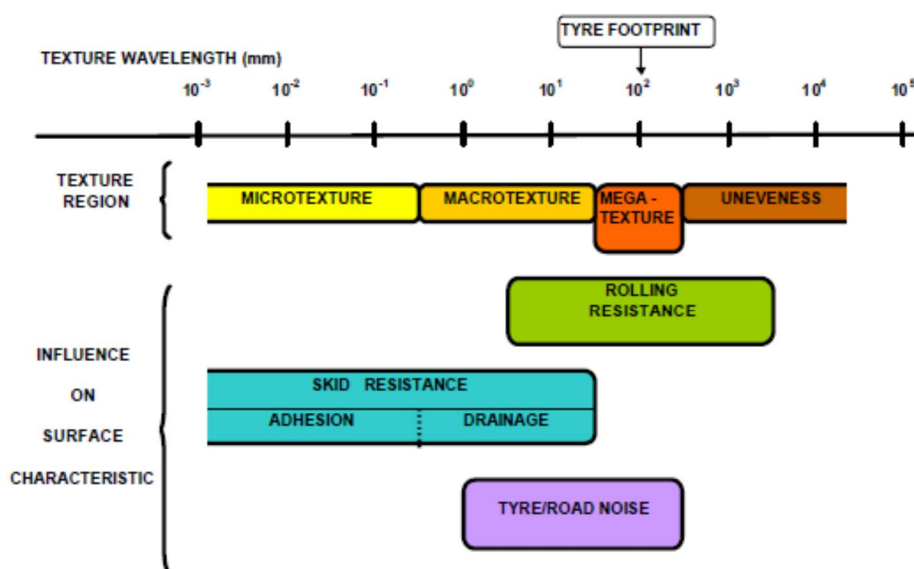 TYRE FOOTPRINT
TEXTURE WAVELENGTH (mm)
10⁻³ 10⁻² 10⁻¹ 10⁰ 10¹ 10² 10³ 10⁴ 10⁵
TEXTURE
REGION
MICROTEXTURE
MACROTEXTURE
MEGA -
TEXTURE
UNEVENESS
ROLLING
RESISTANCE
INFLUENCE
ON
SURFACE
CHARACTERISTIC
SKID RESISTANCE
ADHESION
DRAINAGE
TYRE/ROAD NOISE